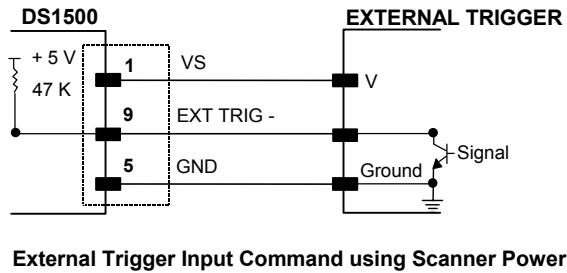 DS1500 EXTERNAL TRIGGER
+ 5 V
47 K
1 VS V
9 EXT TRIG -
Signal
5 GND Ground
External Trigger Input Command using Scanner Power